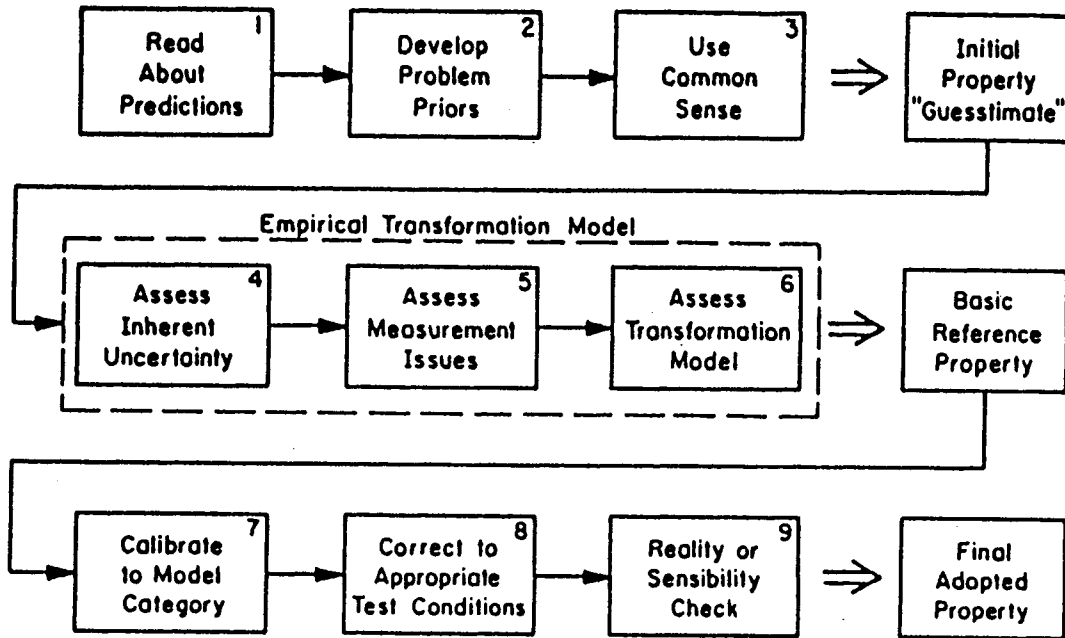 1
Read
About
Predictions
2
Develop
Problem
Priors
3
Use
Common
Sense
Initial
Property
"Guesstimate"
Empirical Transformation Model
4
Assess
Inherent
Uncertainty
5
Assess
Measurement
Issues
6
Assess
Transformation
Model
Basic
Reference
Property
7
Calibrate
to Model
Category
8
Correct to
Appropriate
Test Conditions
9
Reality or
Sensibility
Check
Final
Adopted
Property